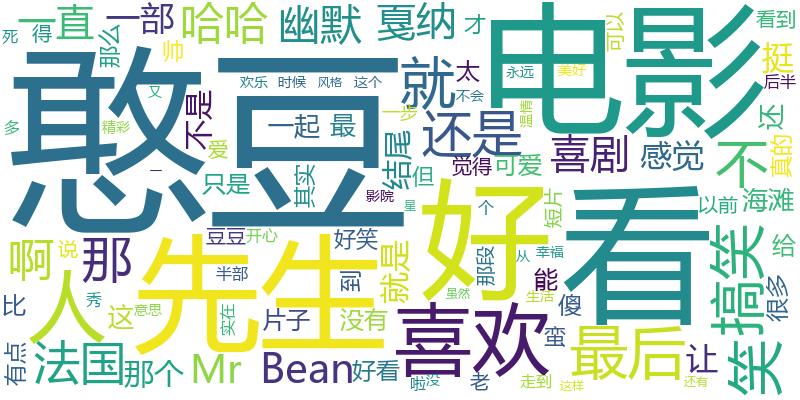 憨豆
电影
先生
好
看
喜欢
人
就
还是
不
搞笑
笑
最后
那
啊
法国
那个
Mr
Bean
哈哈
幽默
戛纳
一直
一部
喜剧
感觉
结尾
就是
让
挺
还
海滩
一起
最
不是
只是
其实
但
可爱
觉得
太
才
可以
看到
那么
得
死
帅
多
又
精彩
爱
欢乐
时候
风格
这个
永远
不会
美好
后半
温情
一步
真的
以前
短片
给
很多
个
那段
能
从
幸福
傻
蛮
生活
意思
虽然
星
影院
到
好笑
豆豆
开心
半部
说
秀
这
比
有点
实在
片子
没有
好看
啦
没
老
走到
这样
还有
一